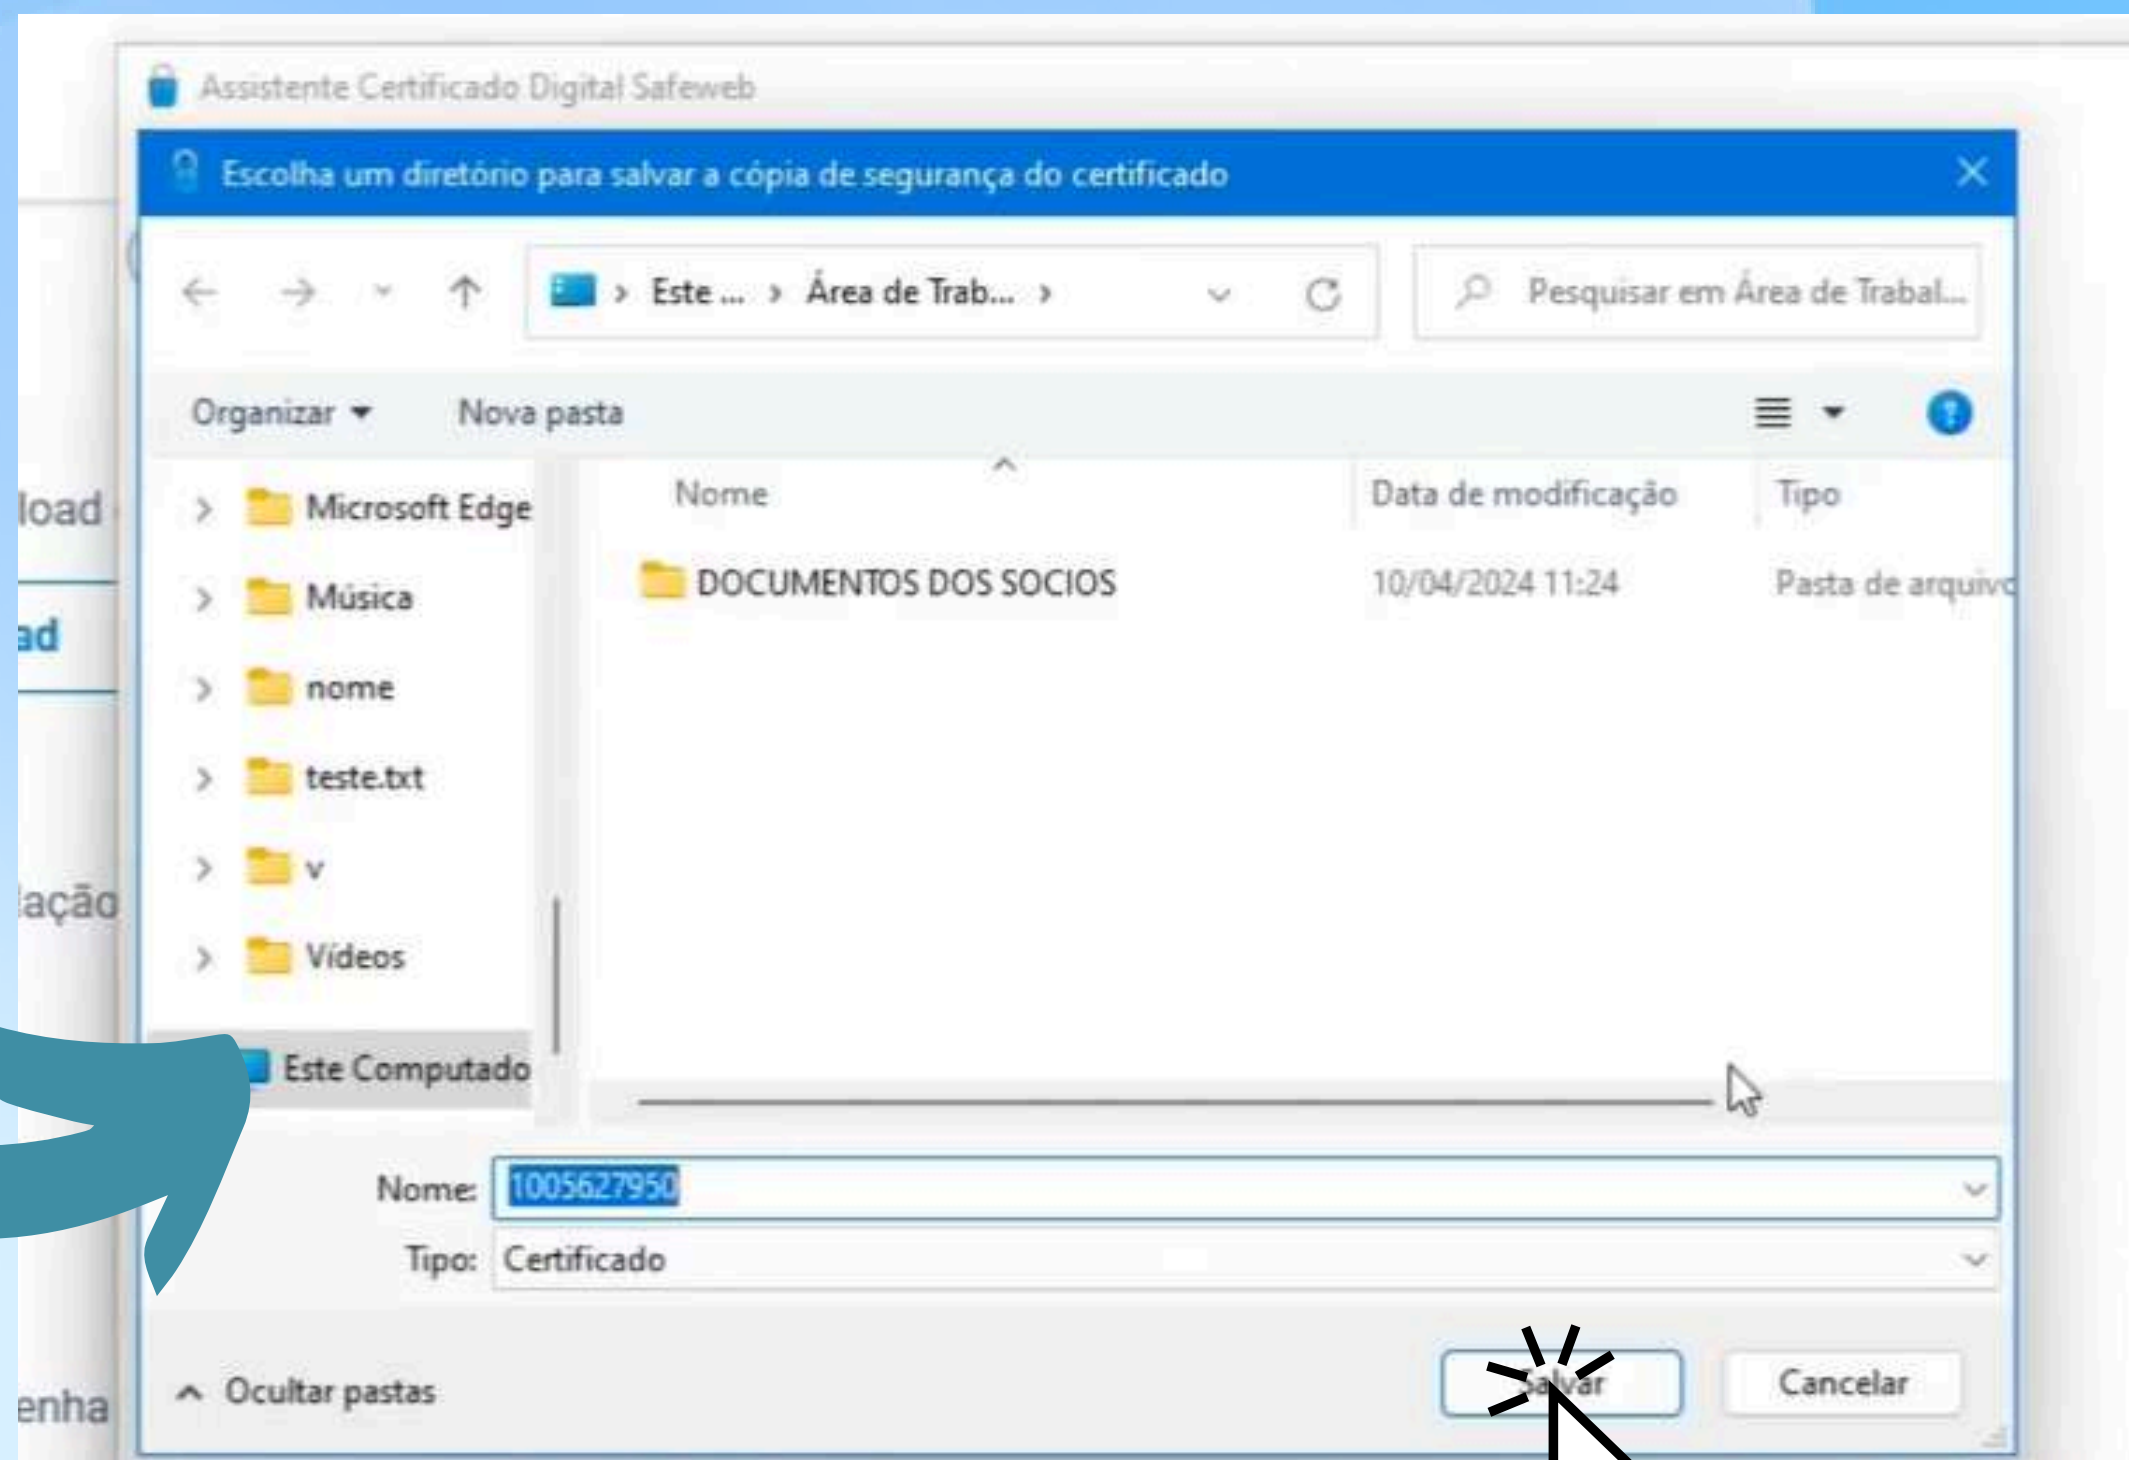 Assistente Certificado Digital Safeweb
Escolha um diretório para salvar a cópia de segurança do certificado
Este ... › Área de Trab... ›
Pesquisar em Área de Trabal...
Organizar
Nova pasta
Nome
Data de modificação
Tipo
load
Microsoft Edge
DOCUMENTOS DOS SOCIOS
10/04/2024 11:24
Pasta de arquivo
Música
ad
nome
teste.txt
v
lação
Vídeos
Este Computado
Nome: 1005627950
Tipo: Certificado
Ocultar pastas
Salvar
Cancelar
enha